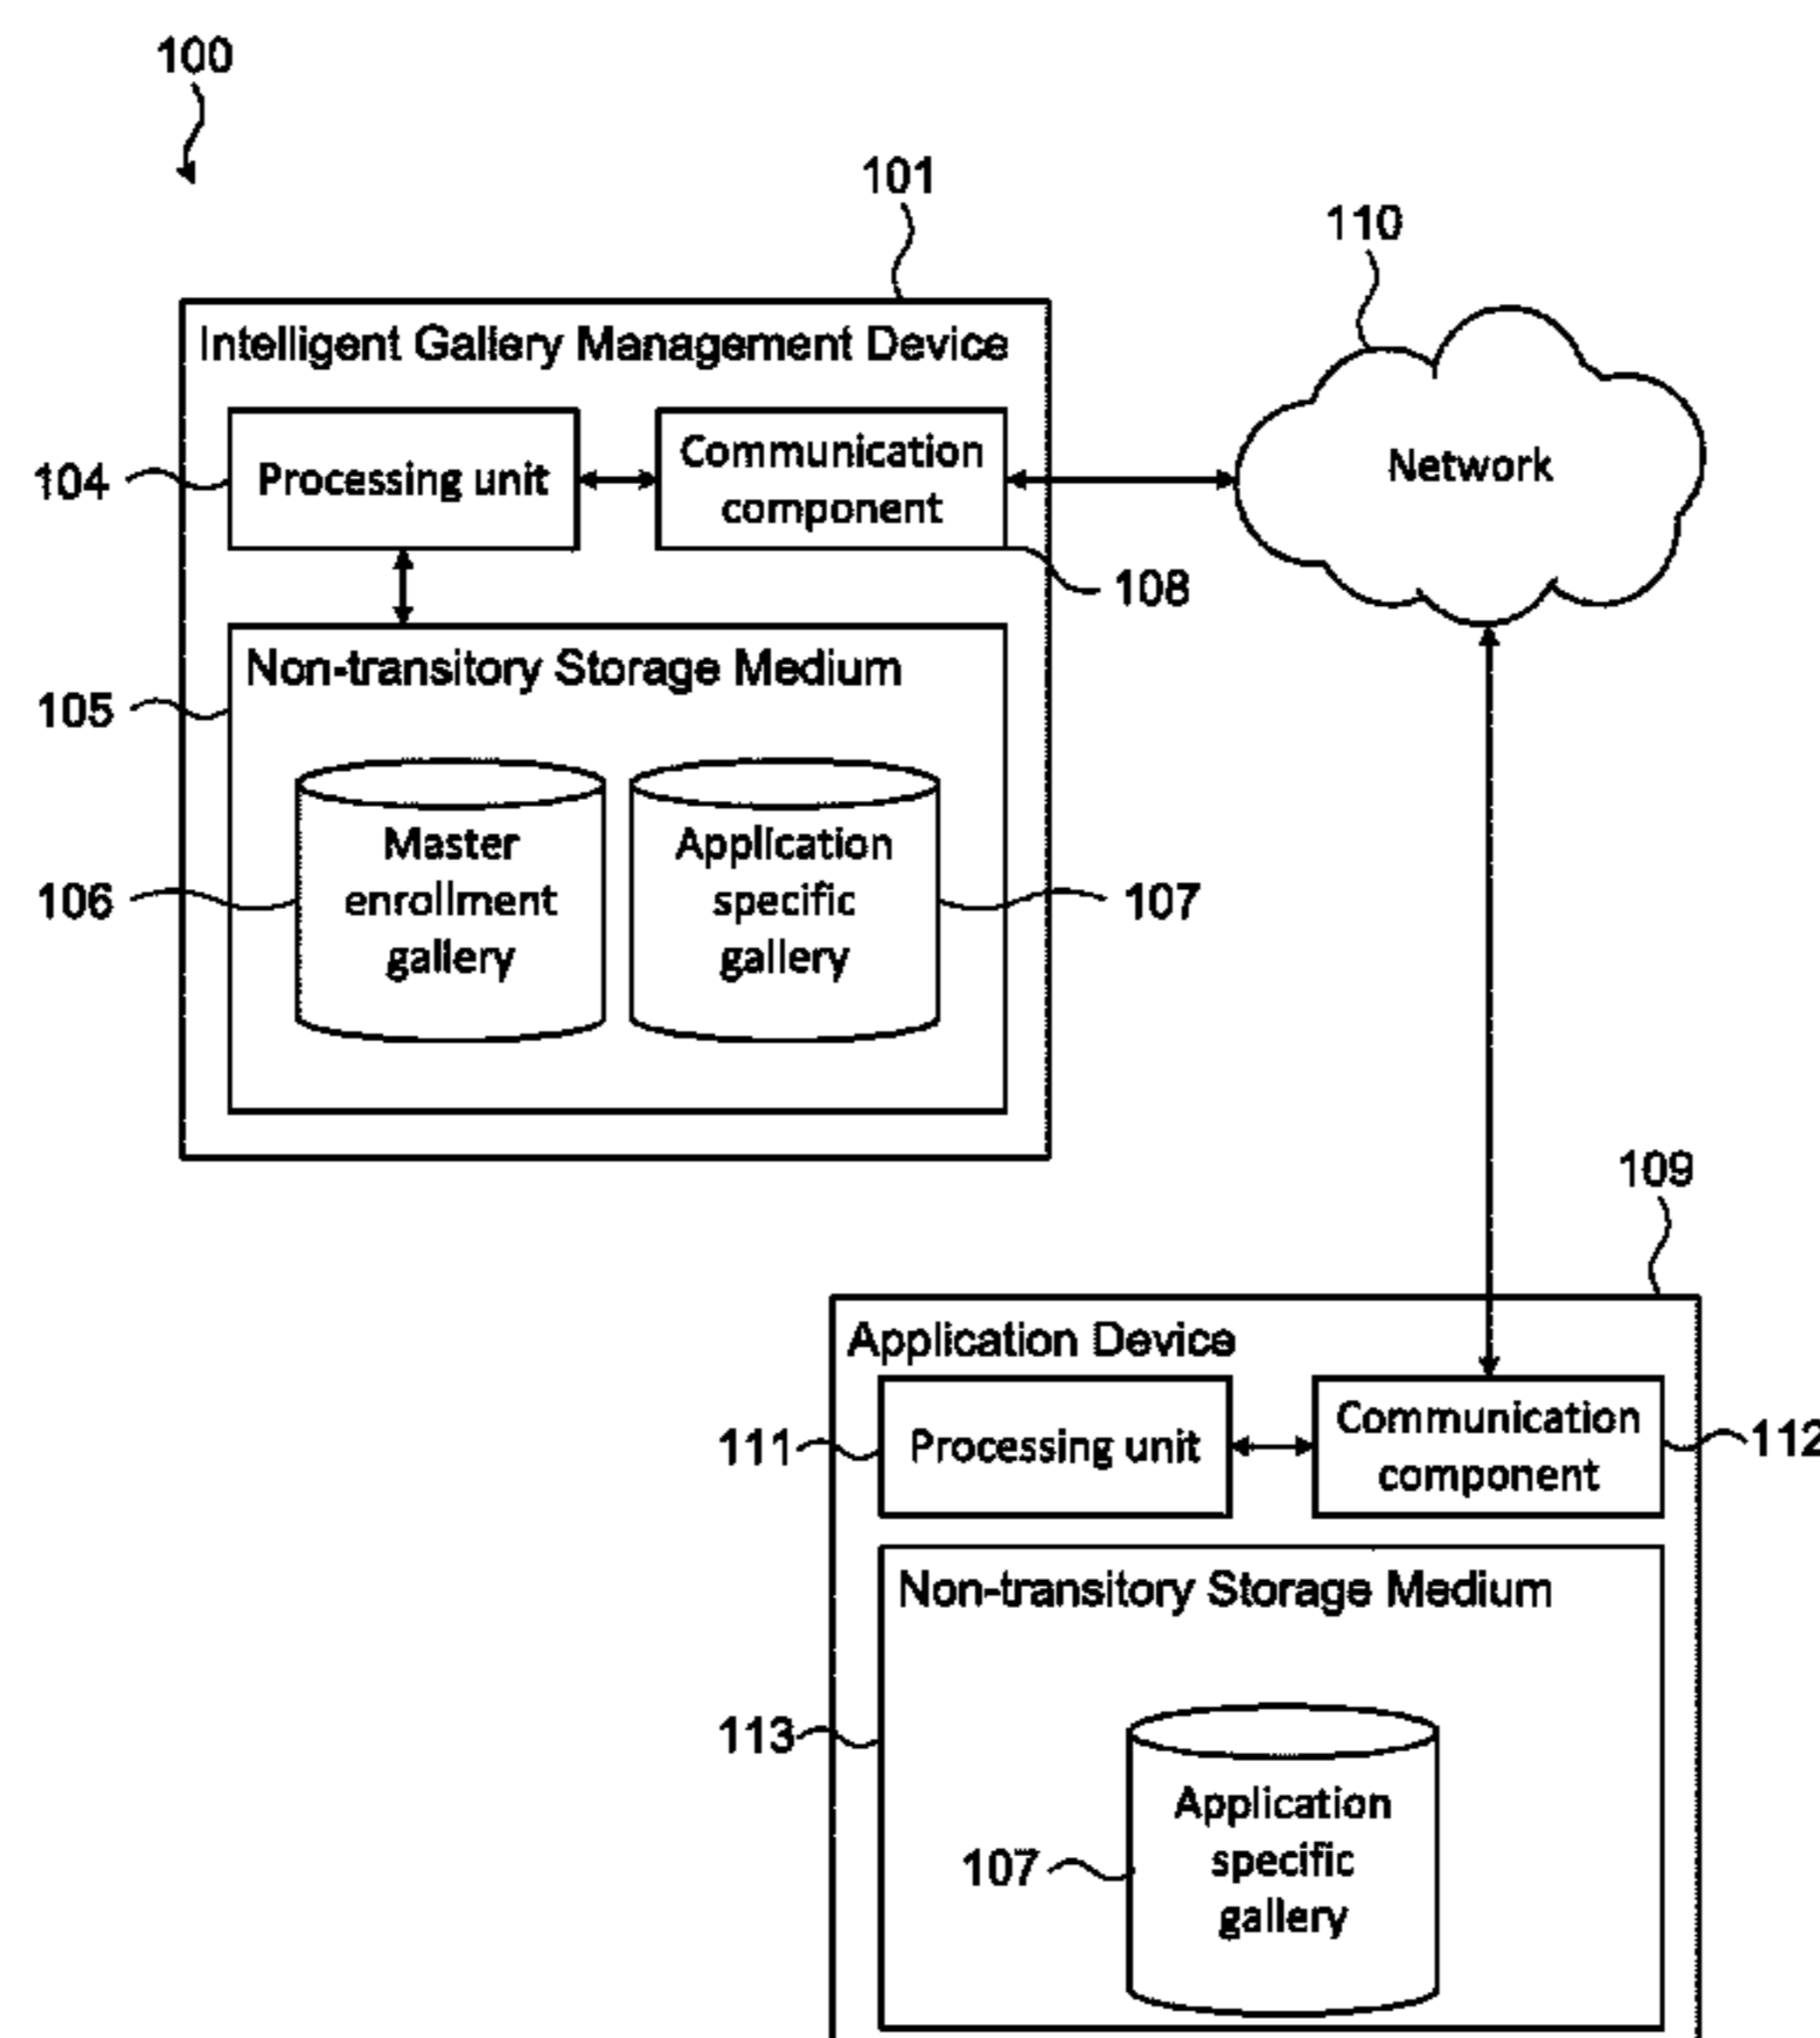 100
101
110
Intelligent Gallery Management Device
104
Processing unit
Communication
component
Network
108
Non-transitory Storage Medium
105
106
Master
enrollment
gallery
Application
specific
gallery
107
109
Application Device
111
Processing unit
Communication
component
112
Non-transitory Storage Medium
113
107
Application
specific
gallery